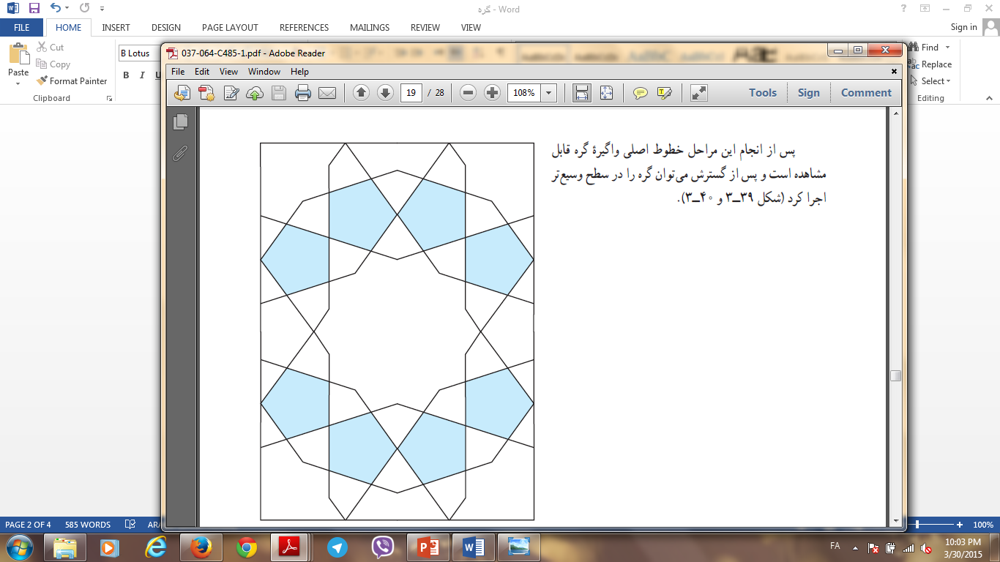 گره - Word
FILE HOME INSERT DESIGN PAGE LAYOUT REFERENCES MAILINGS REVIEW VIEW Sign in
Cut
Copy
Format Painter
Paste
Clipboard
B Lotus
B I U
Find
Replace
Select
Editing
037-064-C485-1.pdf - Adobe Reader
File Edit View Window Help
19 / 28 108% Tools Sign Comment
پس از انجام این مراحل خطوط اصلی واگیرهٔ گره قابل
مشاهده است و پس از گسترش می‌توان گره را در سطح وسیع‌تر
اجرا کرد (شکل ۳۹ــ۳ و ۴۰ــ۳).
PAGE 2 OF 4 585 WORDS 100%
FA
10:03 PM
3/30/2015